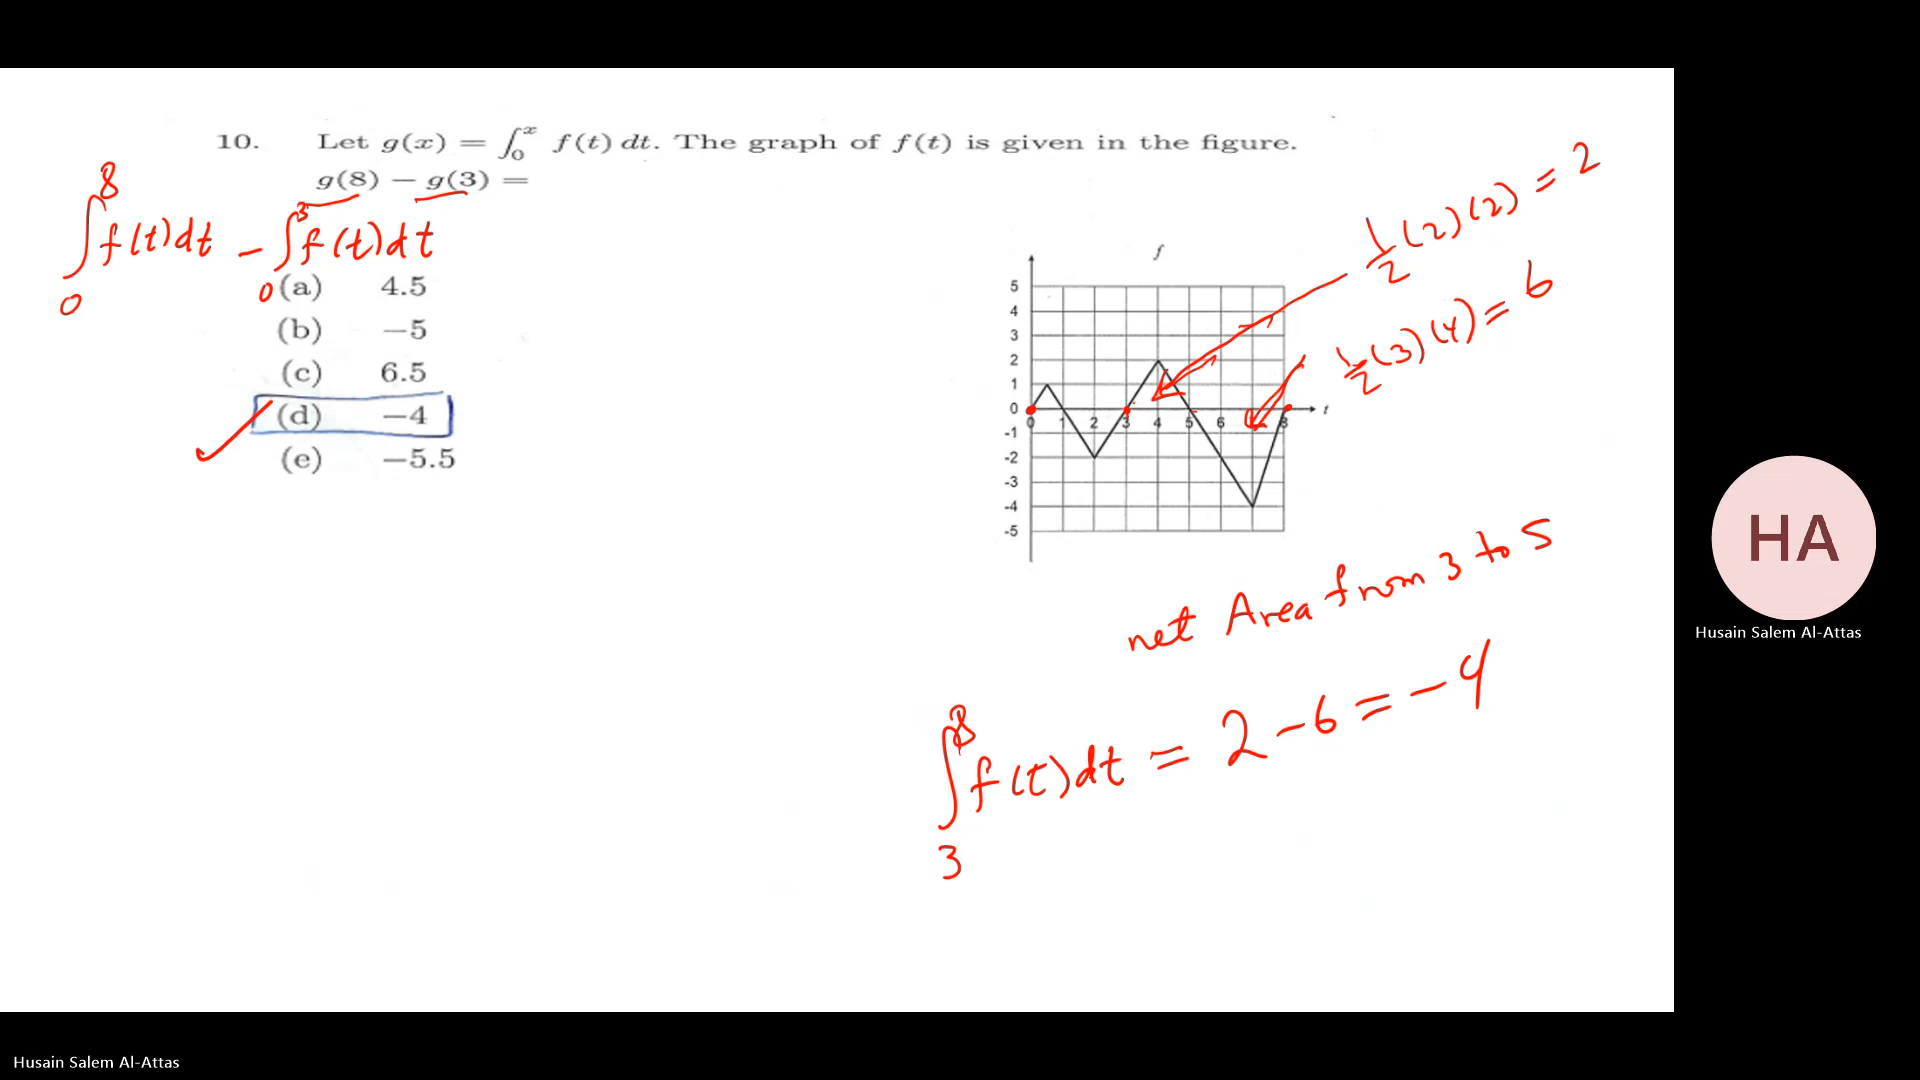 10. Let g(x) = ∫₀ˣ f(t) dt. The graph of f(t) is given in the figure.
g(8) − g(3) =
∫₀⁸ f(t)dt − ∫₀³ f(t)dt
(a) 4.5
(b) −5
(c) 6.5
(d) −4
(e) −5.5
f
5
4
3
2
1
0
-1
-2
-3
-4
-5
0 1 2 3 4 5 6 8 t
1/2 (2)(2) = 2
1/2 (3)(4) = 6
net Area from 3 to 5
∫₃⁸ f(t)dt = 2 − 6 = −4
HA
Husain Salem Al-Attas
Husain Salem Al-Attas